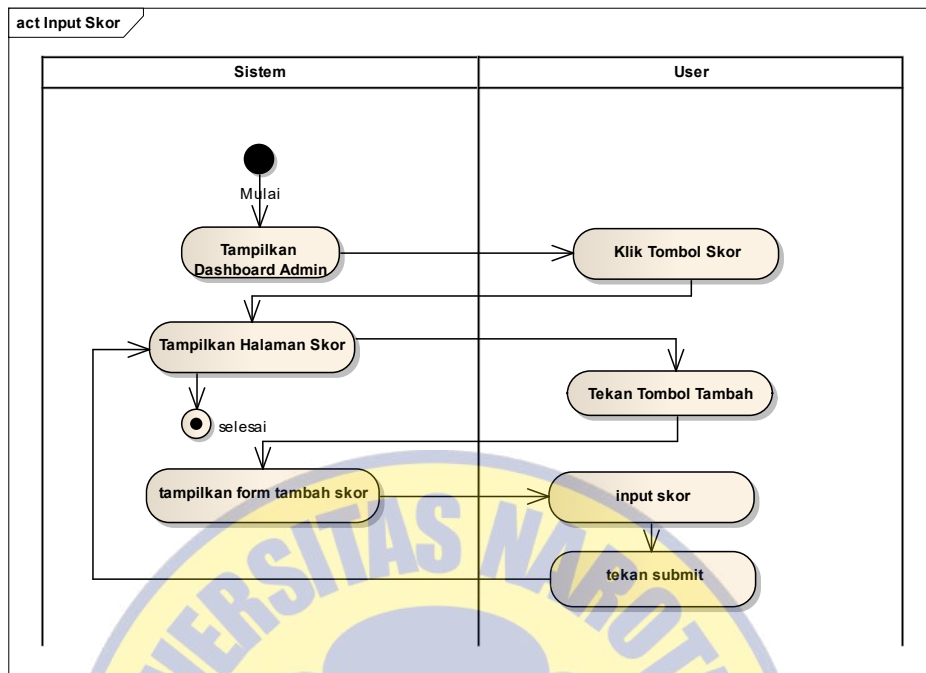 act Input Skor
Sistem
User
Mulai
Tampilkan
Dashboard Admin
Klik Tombol Skor
Tampilkan Halaman Skor
Tekan Tombol Tambah
selesai
tampilkan form tambah skor
input skor
tekan submit